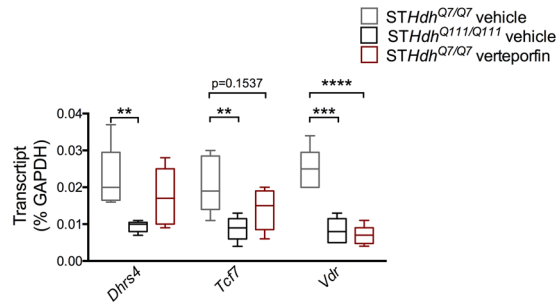 STHdhQ7/Q7 vehicle
STHdhQ111/Q111 vehicle
STHdhQ7/Q7 verteporfin
p=0.1537
****
**
**
***
Transcrtipt
(% GAPDH)
0.04
0.03
0.02
0.01
0.00
Dhrs4
Tcf7
Vdr